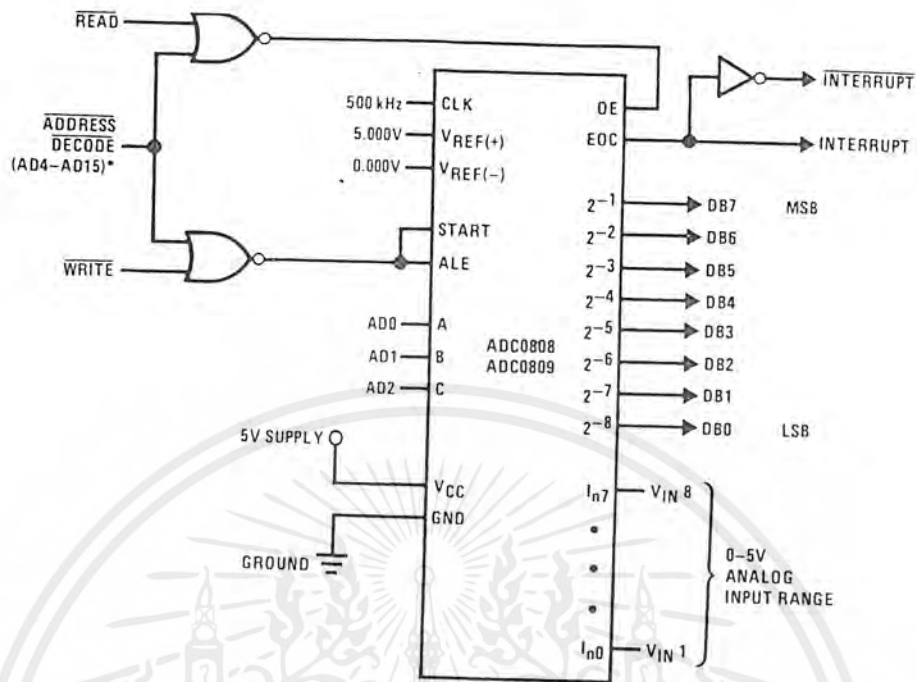 READ
ADDRESS
DECODE
(AD4–AD15)*
WRITE
500 kHz
5.000V
0.000V
AD0
AD1
AD2
5V SUPPLY
GROUND
CLK
VREF(+)
VREF(−)
START
ALE
A
B
C
VCC
GND
ADC0808
ADC0809
OE
EOC
2−1
2−2
2−3
2−4
2−5
2−6
2−7
2−8
In7
In0
INTERRUPT
INTERRUPT
DB7 MSB
DB6
DB5
DB4
DB3
DB2
DB1
DB0 LSB
VIN 8
VIN 1
0–5V
ANALOG
INPUT RANGE